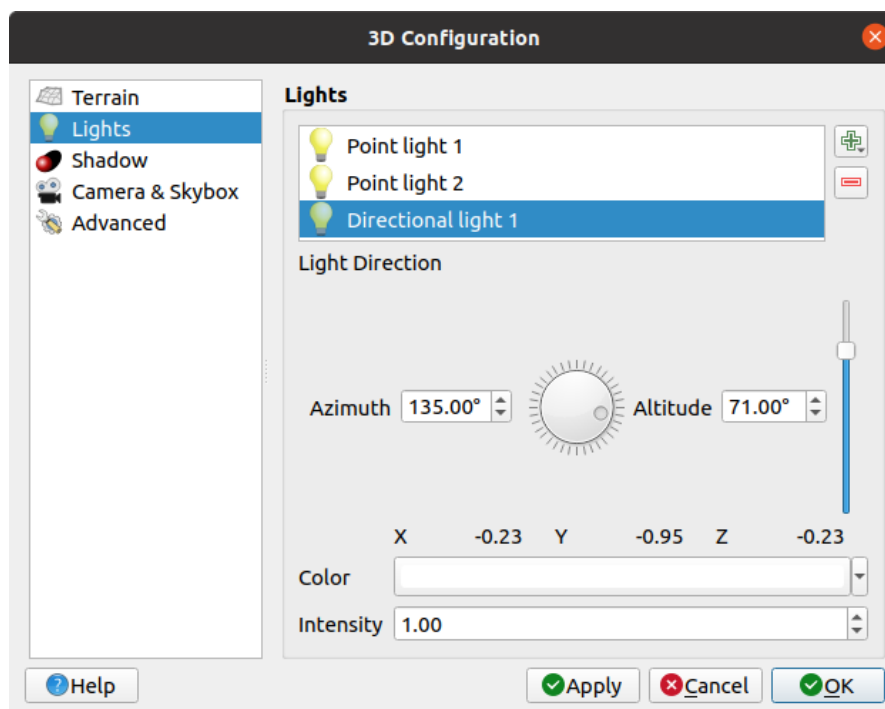 3D Configuration
Terrain
Lights
Shadow
Camera & Skybox
Advanced
Lights
Point light 1
Point light 2
Directional light 1
Light Direction
Azimuth 135.00° Altitude 71.00°
X -0.23 Y -0.95 Z -0.23
Color
Intensity 1.00
Help Apply Cancel OK